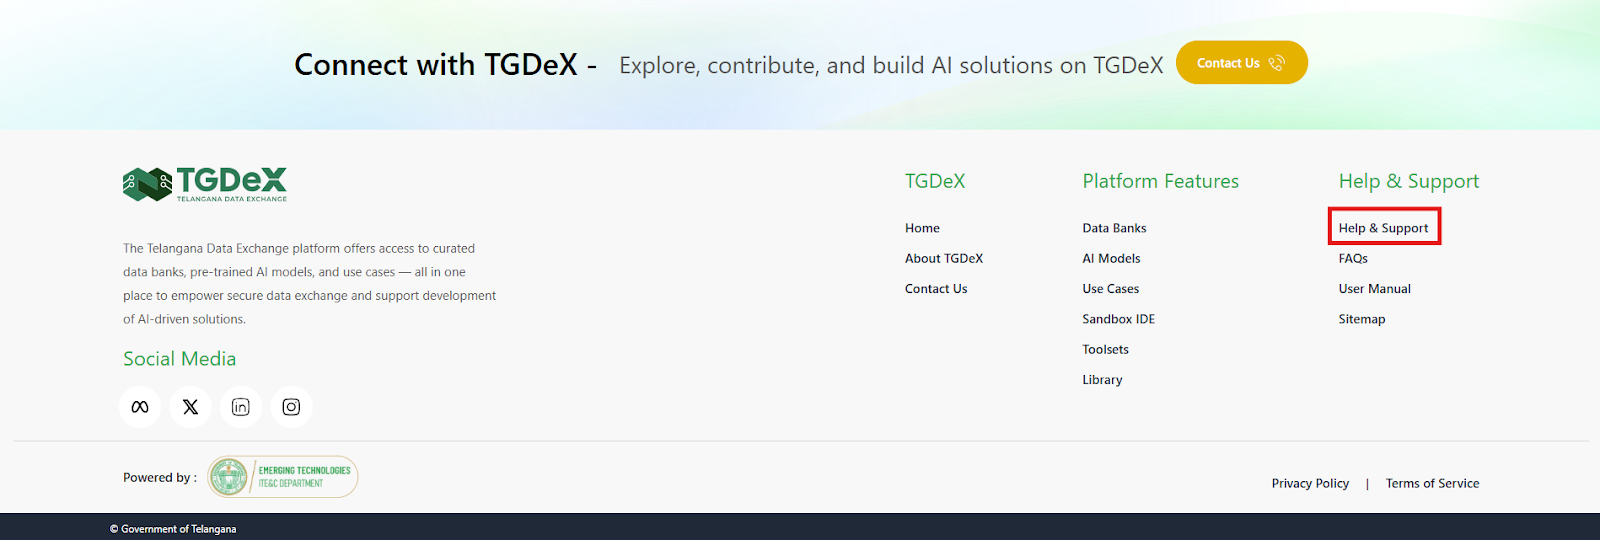 Connect with TGDeX - Explore, contribute, and build AI solutions on TGDeX Contact Us
TGDeX
TELANGANA DATA EXCHANGE
The Telangana Data Exchange platform offers access to curated
data banks, pre-trained AI models, and use cases — all in one
place to empower secure data exchange and support development
of AI-driven solutions.
Social Media
TGDeX
Home
About TGDeX
Contact Us
Platform Features
Data Banks
AI Models
Use Cases
Sandbox IDE
Toolsets
Library
Help & Support
Help & Support
FAQs
User Manual
Sitemap
Powered by :
EMERGING TECHNOLOGIES
ITE&C DEPARTMENT
Privacy Policy | Terms of Service
© Government of Telangana